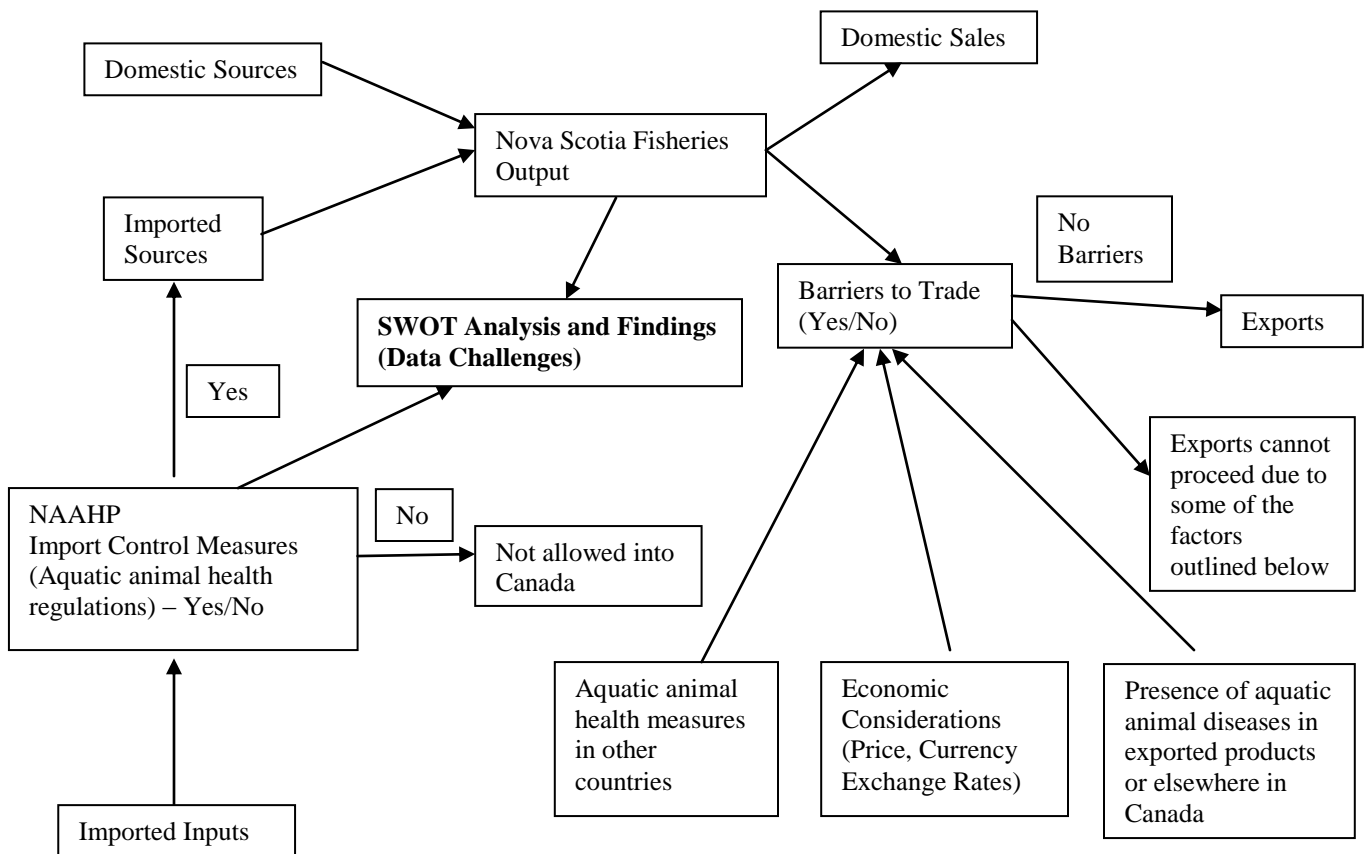 Domestic Sales
Domestic Sources
Nova Scotia Fisheries
Output
Imported
Sources
No
Barriers
Barriers to Trade
(Yes/No)
Exports
SWOT Analysis and Findings
(Data Challenges)
Yes
Exports cannot
proceed due to
some of the
factors
outlined below
NAAHP
Import Control Measures
(Aquatic animal health
regulations) – Yes/No
No
Not allowed into
Canada
Aquatic animal
health measures
in other
countries
Economic
Considerations
(Price, Currency
Exchange Rates)
Presence of aquatic
animal diseases in
exported products
or elsewhere in
Canada
Imported Inputs